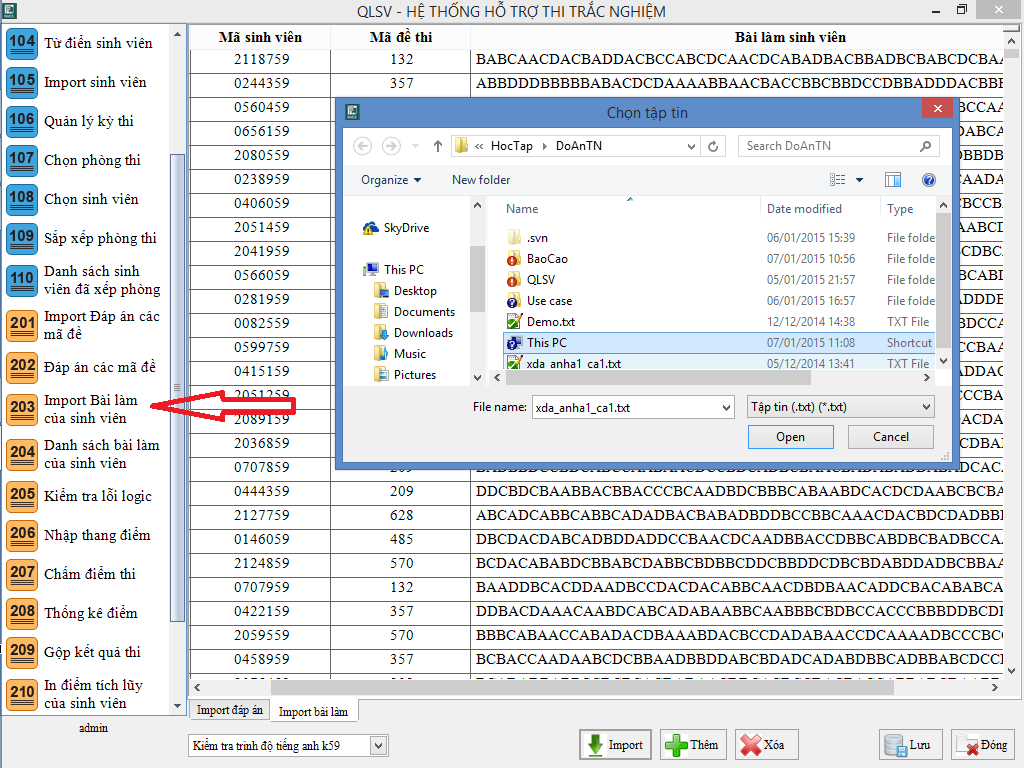 QLSV - HỆ THỐNG HỖ TRỢ THI TRẮC NGHIỆM
104 Từ điển sinh viên
105 Import sinh viên
106 Quản lý kỳ thi
107 Chọn phòng thi
108 Chọn sinh viên
109 Sắp xếp phòng thi
110 Danh sách sinh
viên đã xếp phòng
201 Import Đáp án các
mã đề
202 Đáp án các mã đề
203 Import Bài làm
của sinh viên
204 Danh sách bài làm
của sinh viên
205 Kiểm tra lỗi logic
206 Nhập thang điểm
207 Chấm điểm thi
208 Thống kê điểm
209 Gộp kết quả thi
210 In điểm tích lũy
của sinh viên
admin
Mã sinh viên Mã đề thi Bài làm sinh viên
2118759 132 BABCAACDACBADDACBCCABCDCAACDCABADBACBBADBCBABCBDCBAA
0244359 357 ABBDDDBBBBBABACDCDAAAABBAACBACCBBCBBDCCDBBADDDACBBB
0560459
0656159
2080559
0238959
0406059
2051459
2041959
0566059
0281959
0082559
0599759
0415159
2051259
2089159
2036859
0707859
0444359 209 DDCBDCBAABBACBBACCCBCAADBDCBBBCABAABDCACDCDAABCBCBA
2127759 628 ABCADCABBCABBCADADBACBABADBDDBCCBBCAAACDACBDCDADBBI
0146059 485 DBCDACDABCADBDDADDCCBAACDCAADBBACCDBBCABDBCBADBCCA
2124859 570 BCDACABABDCBBABCDABBCBDBBCDCBBDDCDBCBDABDDADBCBBAA
0707959 132 BAADDBACDDAADBCCDACDACABBCAACDBDBAACADDCBACABABCA
0422159 357 DDBACDAAACAABDCABCADABAABBCAABBBCBDBCCACCCBBBDDBCDI
2059559 570 BBBCABAACCABADACDBAAABDACBCCDADABAACCDCAAAADBCCCBC
0458959 357 BCBACCAADAABCDCBBAADBBDDABCBDADCADABDBBCADBBABCDCC
Chọn tập tin
« HocTap DoAnTN
Search DoAnTN
Organize New folder
SkyDrive
This PC
Desktop
Documents
Downloads
Music
Pictures
Name Date modified Type
.svn 06/01/2015 15:39 File folde
BaoCao 07/01/2015 10:56 File folde
QLSV 05/01/2015 21:57 File folde
Use case 06/01/2015 16:57 File folde
Demo.txt 12/12/2014 14:38 TXT File
This PC 07/01/2015 11:08 Shortcut
xda_anha1_ca1.txt 05/12/2014 13:41 TXT File
File name: xda_anha1_ca1.txt Tập tin (.txt) (*.txt)
Open Cancel
Import đáp án Import bài làm
Kiểm tra trình độ tiếng anh k59
Import Thêm Xóa Lưu Đóng